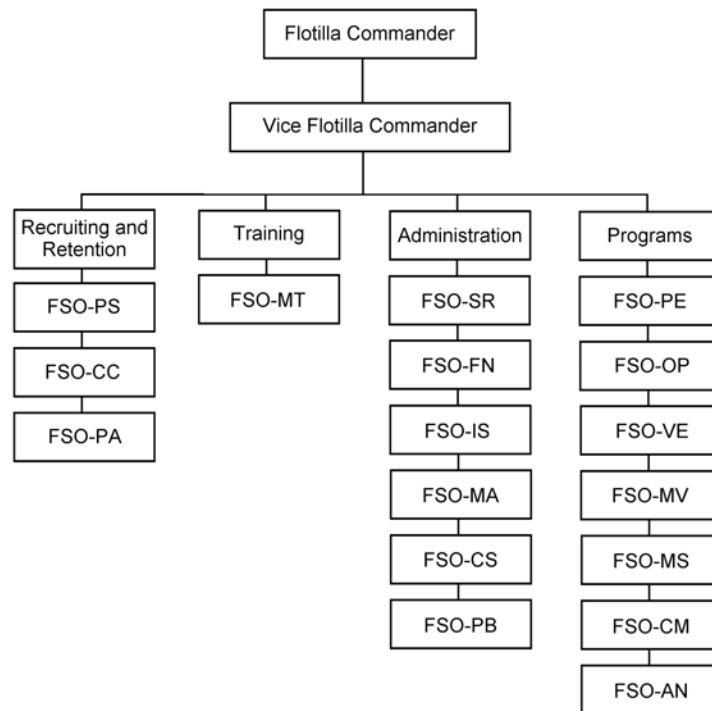 Flotilla Commander
Vice Flotilla Commander
Recruiting and
Retention
FSO-PS
FSO-CC
FSO-PA
Training
FSO-MT
Administration
FSO-SR
FSO-FN
FSO-IS
FSO-MA
FSO-CS
FSO-PB
Programs
FSO-PE
FSO-OP
FSO-VE
FSO-MV
FSO-MS
FSO-CM
FSO-AN